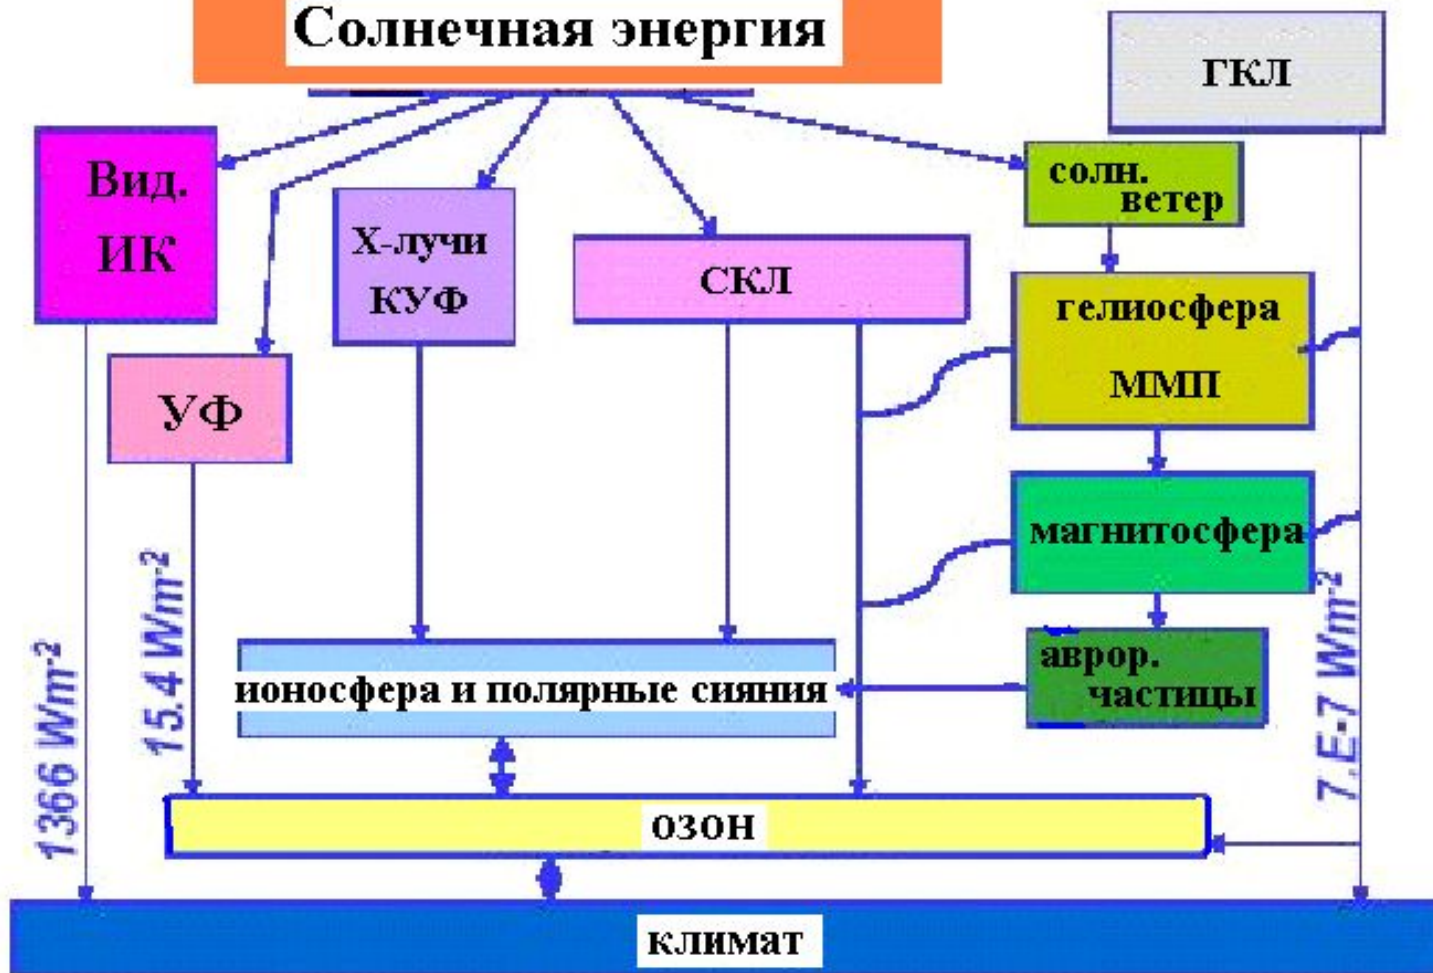 Солнечная энергия
ГКЛ
Вид.
ИК
Х-лучи
КУФ
СКЛ
солн.
ветер
гелиосфера
ММП
УФ
магнитосфера
аврор.
частицы
ионосфера и полярные сияния
1366 Wm-2
15.4 Wm-2
7.E-7 Wm-2
озон
климат